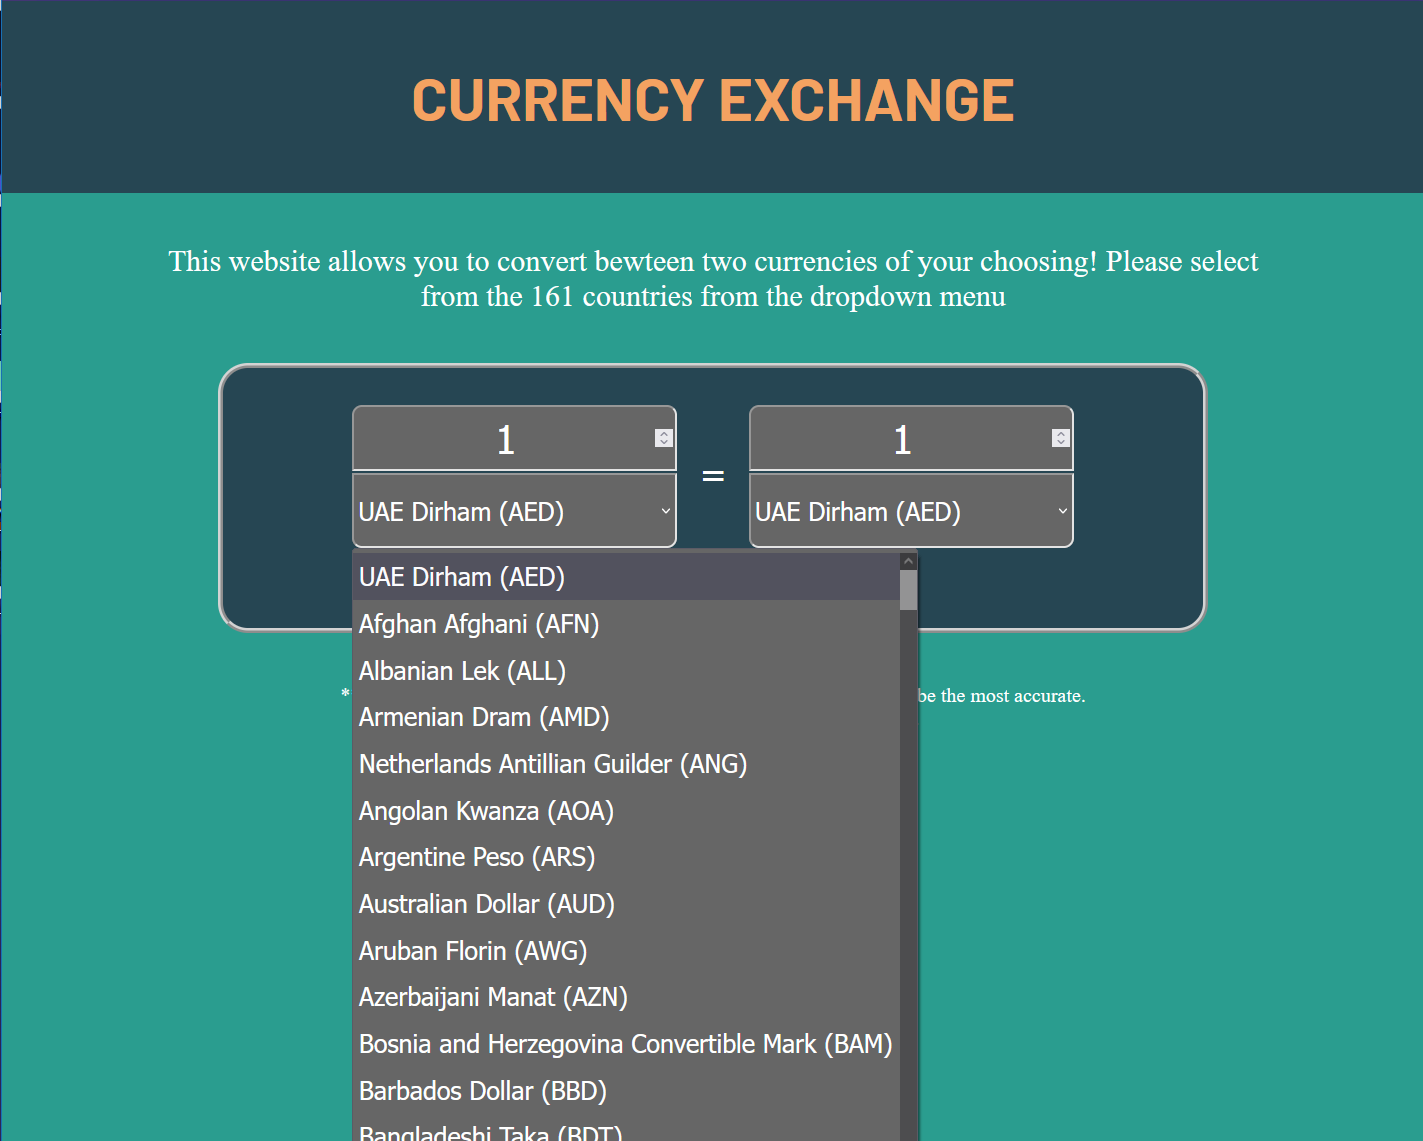 CURRENCY EXCHANGE
This website allows you to convert bewteen two currencies of your choosing! Please select
from the 161 countries from the dropdown menu
1
1
=
UAE Dirham (AED)
UAE Dirham (AED)
UAE Dirham (AED)
Afghan Afghani (AFN)
Albanian Lek (ALL)
* be the most accurate.
Armenian Dram (AMD)
Netherlands Antillian Guilder (ANG)
Angolan Kwanza (AOA)
Argentine Peso (ARS)
Australian Dollar (AUD)
Aruban Florin (AWG)
Azerbaijani Manat (AZN)
Bosnia and Herzegovina Convertible Mark (BAM)
Barbados Dollar (BBD)
Bangladeshi Taka (BDT)